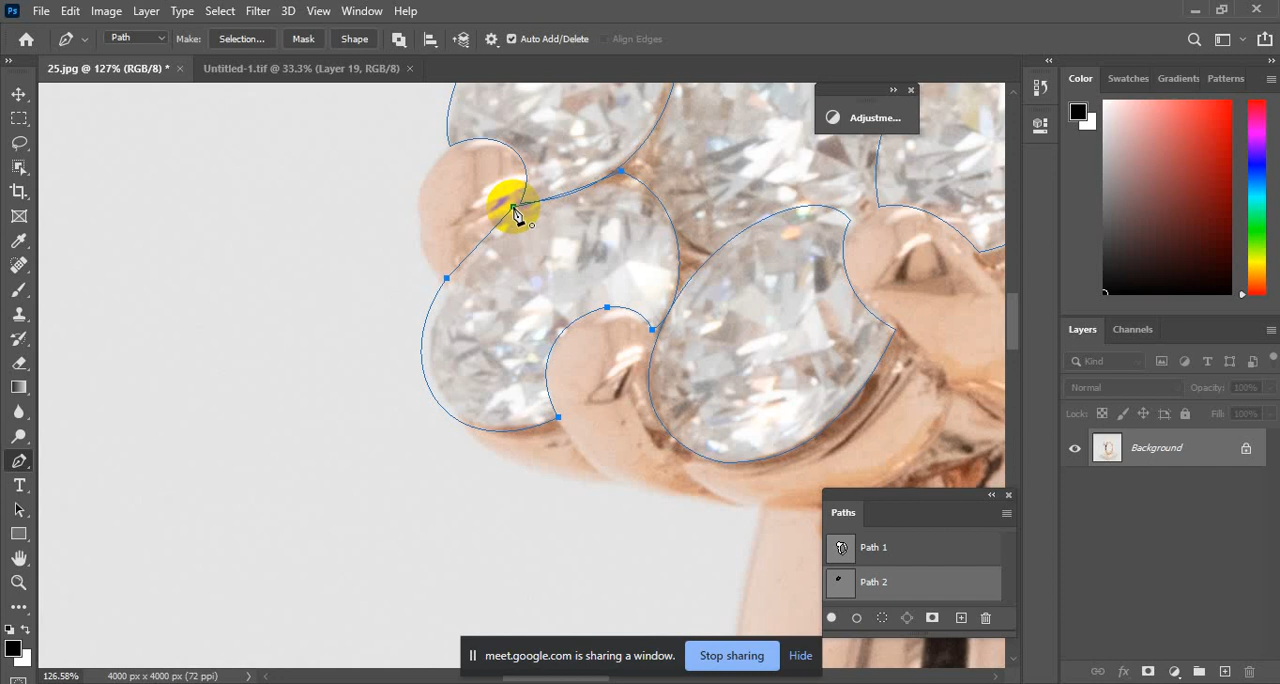 Ps File Edit Image Layer Type Select Filter 3D View Window Help
Path Make: Selection... Mask Shape Auto Add/Delete Align Edges
25.jpg @ 127% (RGB/8) * × Untitled-1.tif @ 33.3% (Layer 19, RGB/8) ×
Adjustme...
Color Swatches Gradients Patterns
Layers Channels
Kind
Normal Opacity: 100%
Lock: Fill: 100%
Background
Paths
Path 1
Path 2
meet.google.com is sharing a window. Stop sharing Hide
126.58% 4000 px x 4000 px (72 ppi)